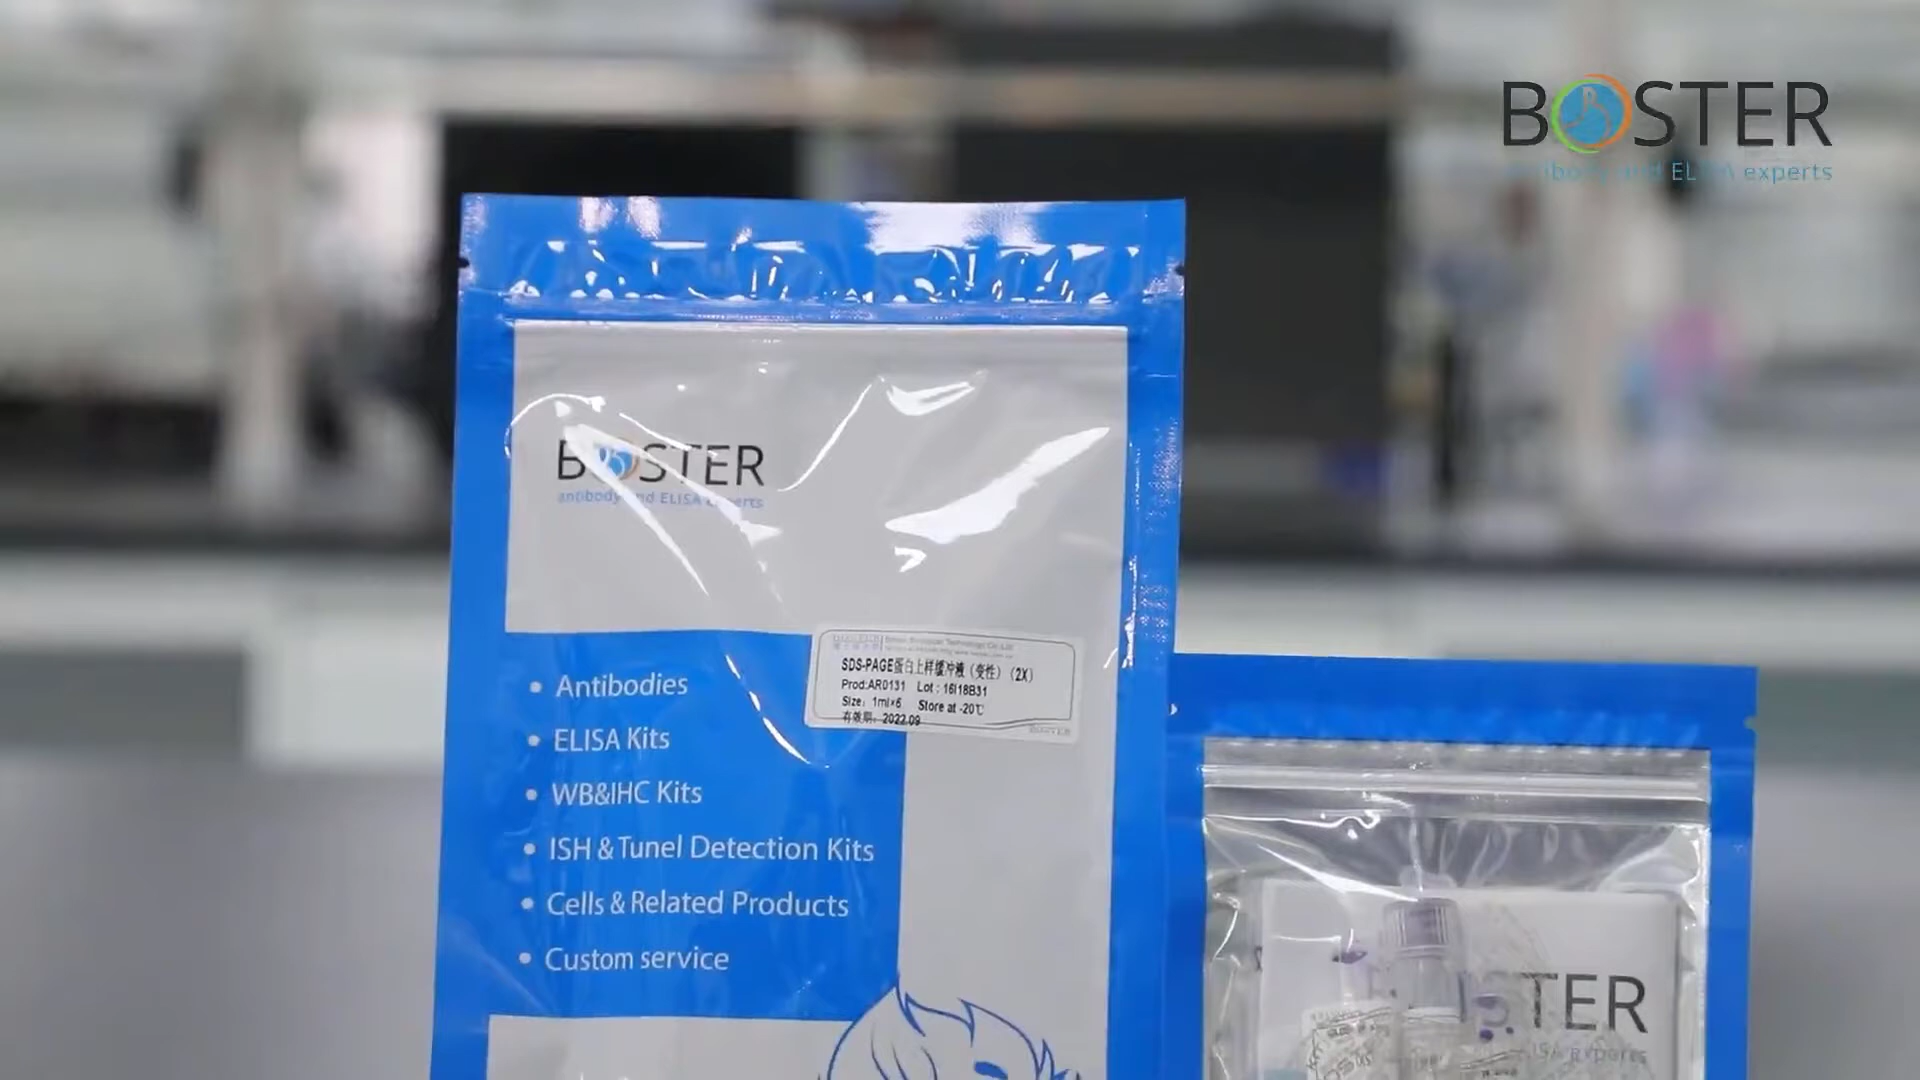 BOSTER
antibody and ELISA experts
BOSTER
antibody and ELISA experts
SDS-PAGE蛋白上样缓冲液（变性）（2X）
Prod:AR0131 Lot：16I18B31
Size：1ml×6 Store at -20℃
有效期：2022.09
• Antibodies
• ELISA Kits
• WB&IHC Kits
• ISH & Tunel Detection Kits
• Cells & Related Products
• Custom service
STER
ELISA experts